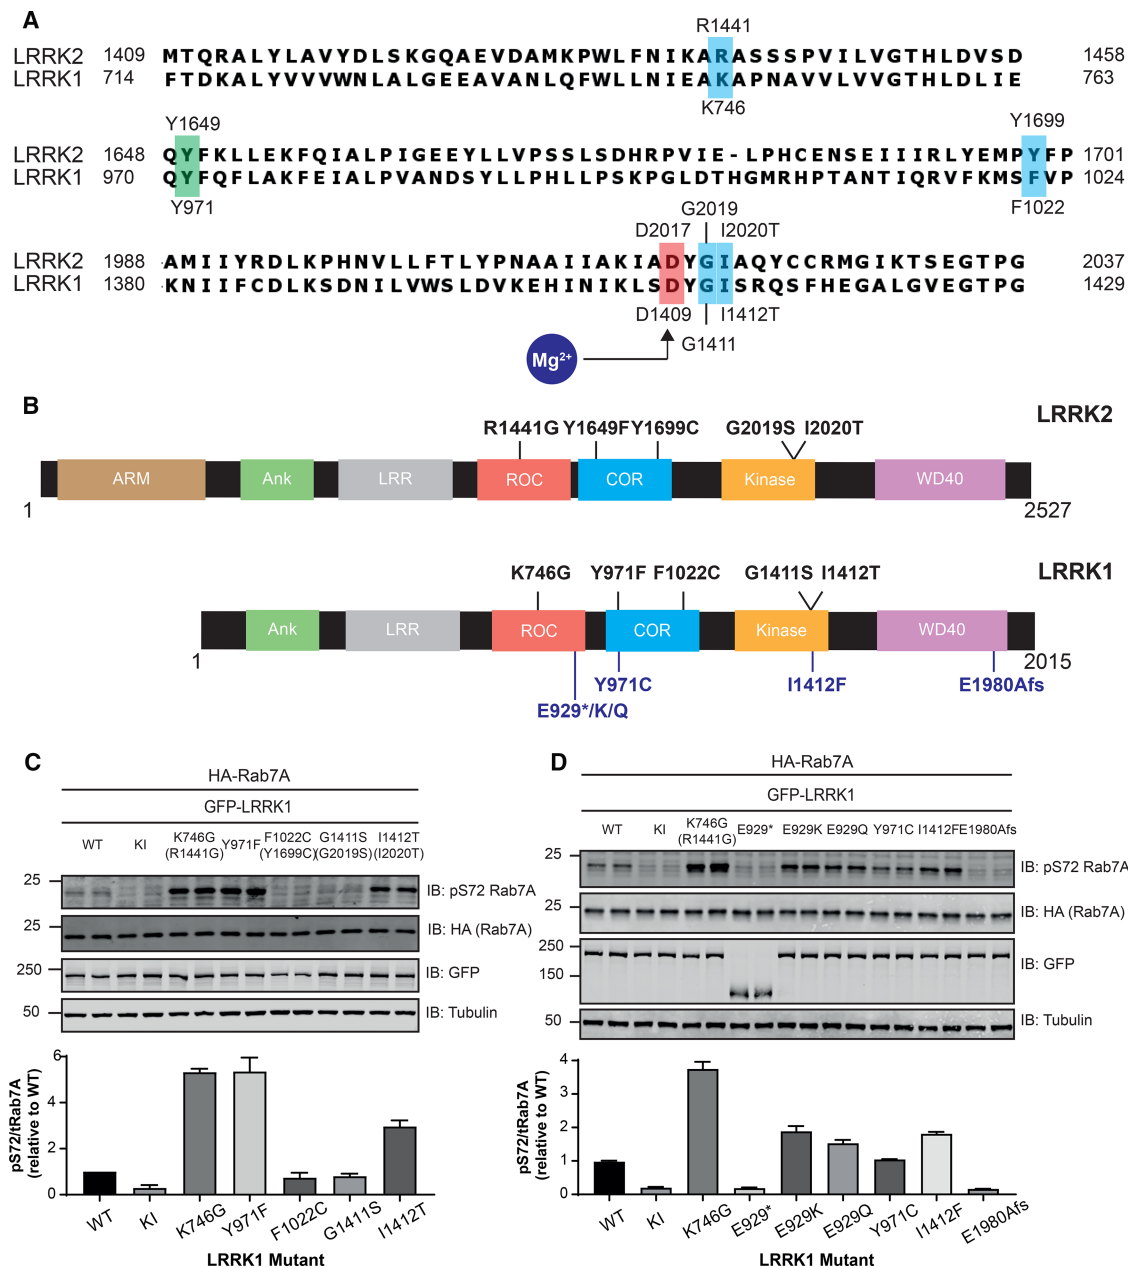 A
R1441
LRRK2 1409 MTQRALYLAVYDLSKGQAEVDAMKPWLFNIKARASSSPVILVGTHLDVSD 1458
LRRK1 714 FTDKALYVVVWNLALGEEAVANLQFWLLNIEAKAPNAVVLVVGTHLDLIE 763
K746
Y1649 Y1699
LRRK2 1648 QYFKLLEKFQIALPIGEEYLLVPSSLSDHRPVIE-LPHCENSEIIIRLYEMPYFP 1701
LRRK1 970 QYFQFLAKFEIALPVANDSYLLPHLLPSKPGLDTHGMRHPTANTIQRVFKMSFVP 1024
Y971 G2019 F1022
D2017 I2020T
LRRK2 1988 AMIIYRDLKPHNVLLFTLYPNAAIIAKIADYGIAQYCCRMGIKTSEGTPG 2037
LRRK1 1380 KNIIFCDLKSDNILVWSLDVKEHINIKLSDYGISRQSFHEGALGVEGTPG 1429
D1409 I1412T
G1411
Mg2+
B
LRRK2
R1441G Y1649F Y1699C G2019S I2020T
ARM Ank LRR ROC COR Kinase WD40
1 2527
LRRK1
K746G Y971F F1022C G1411S I1412T
Ank LRR ROC COR Kinase WD40
1 2015
Y971C I1412F E1980Afs
E929*/K/Q
C
HA-Rab7A
GFP-LRRK1
WT KI K746G (R1441G) Y971F F1022C (Y1699C) G1411S (G2019S) I1412T (I2020T)
25 IB: pS72 Rab7A
25 IB: HA (Rab7A)
250 IB: GFP
50 IB: Tubulin
pS72/tRab7A
(relative to WT)
6
4
2
0
WT KI K746G Y971F F1022C G1411S I1412T
LRRK1 Mutant
D
HA-Rab7A
GFP-LRRK1
WT KI K746G (R1441G) E929* E929K E929Q Y971C I1412F E1980Afs
25 IB: pS72 Rab7A
25 IB: HA (Rab7A)
250 IB: GFP
150
50 IB: Tubulin
pS72/tRab7A
(relative to WT)
4
3
2
1
0
WT KI K746G E929* E929K E929Q Y971C I1412F E1980Afs
LRRK1 Mutant